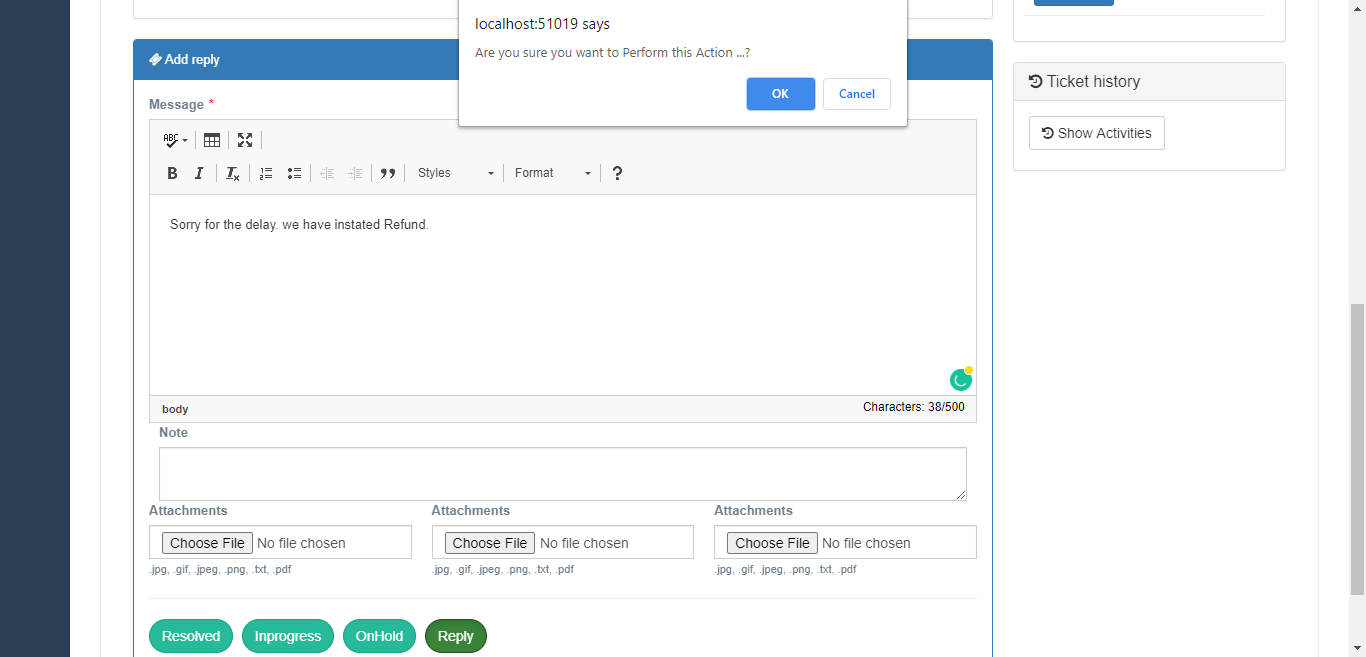 localhost:51019 says
Are you sure you want to Perform this Action ...?
OK Cancel
Add reply
Message *
ABC
B I Tx Styles Format ?
Sorry for the delay. we have instated Refund.
body Characters: 38/500
Note
Attachments Attachments Attachments
Choose File No file chosen Choose File No file chosen Choose File No file chosen
.jpg, .gif, .jpeg, .png, .txt, .pdf .jpg, .gif, .jpeg, .png, .txt, .pdf .jpg, .gif, .jpeg, .png, .txt, .pdf
Resolved Inprogress OnHold Reply
Ticket history
Show Activities